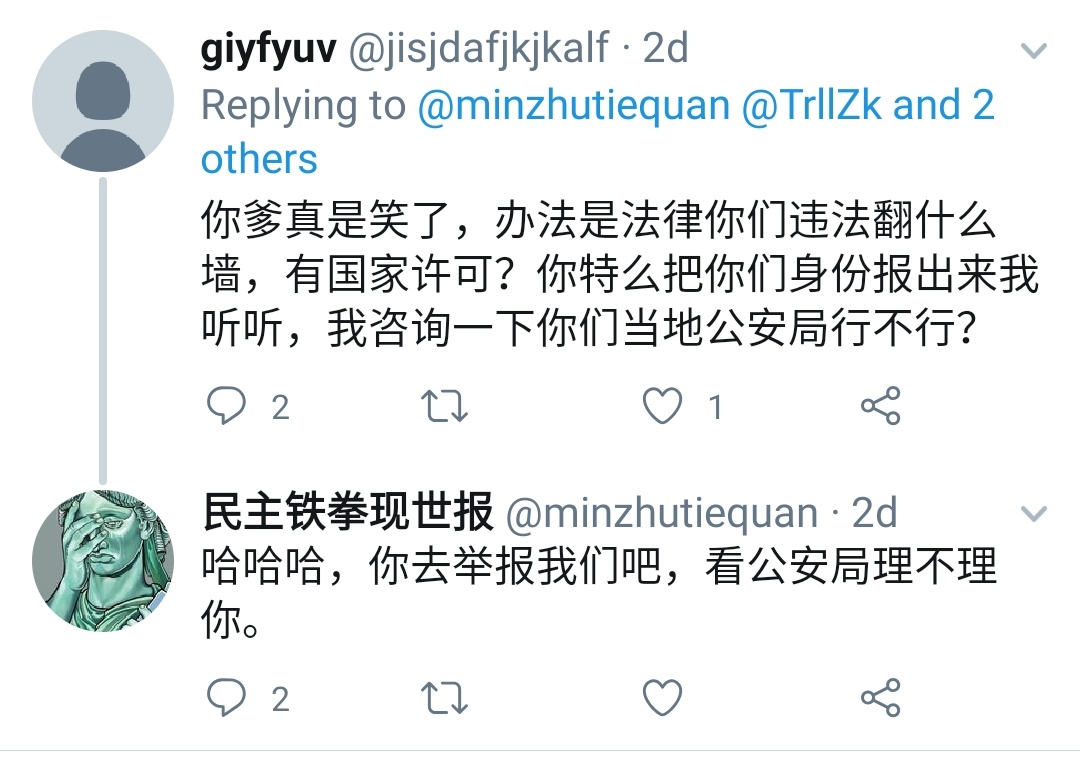 giyfyuv @jisjdafjkjkalf · 2d
Replying to @minzhutiequan @TrllZk and 2
others
你爹真是笑了，办法是法律你们违法翻什么
墙，有国家许可？你特么把你们身份报出来我
听听，我咨询一下你们当地公安局行不行？
2 1
民主铁拳现世报 @minzhutiequan · 2d
哈哈哈，你去举报我们吧，看公安局理不理
你。
2